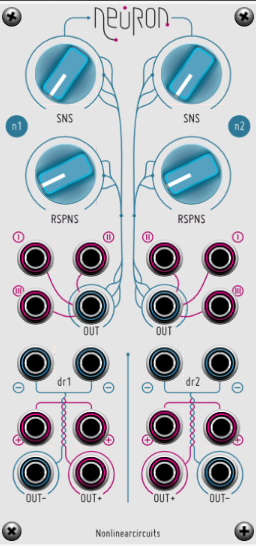 neuron
SNS SNS
n1 n2
RSPNS RSPNS
I II II I
III III
OUT OUT
− dr1 − − dr2 −
+ + + +
OUT− OUT+ OUT+ OUT−
Nonlinearcircuits